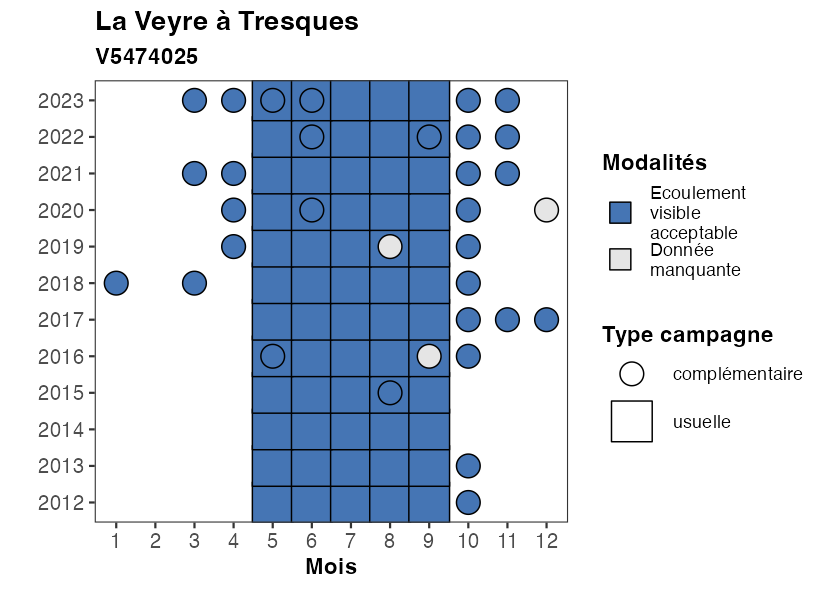 La Veyre à Tresques
V5474025
2023
2022
2021
2020
2019
2018
2017
2016
2015
2014
2013
2012
1 2 3 4 5 6 7 8 9 10 11 12
Mois
Modalités
Ecoulement
visible
acceptable
Donnée
manquante
Type campagne
complémentaire
usuelle